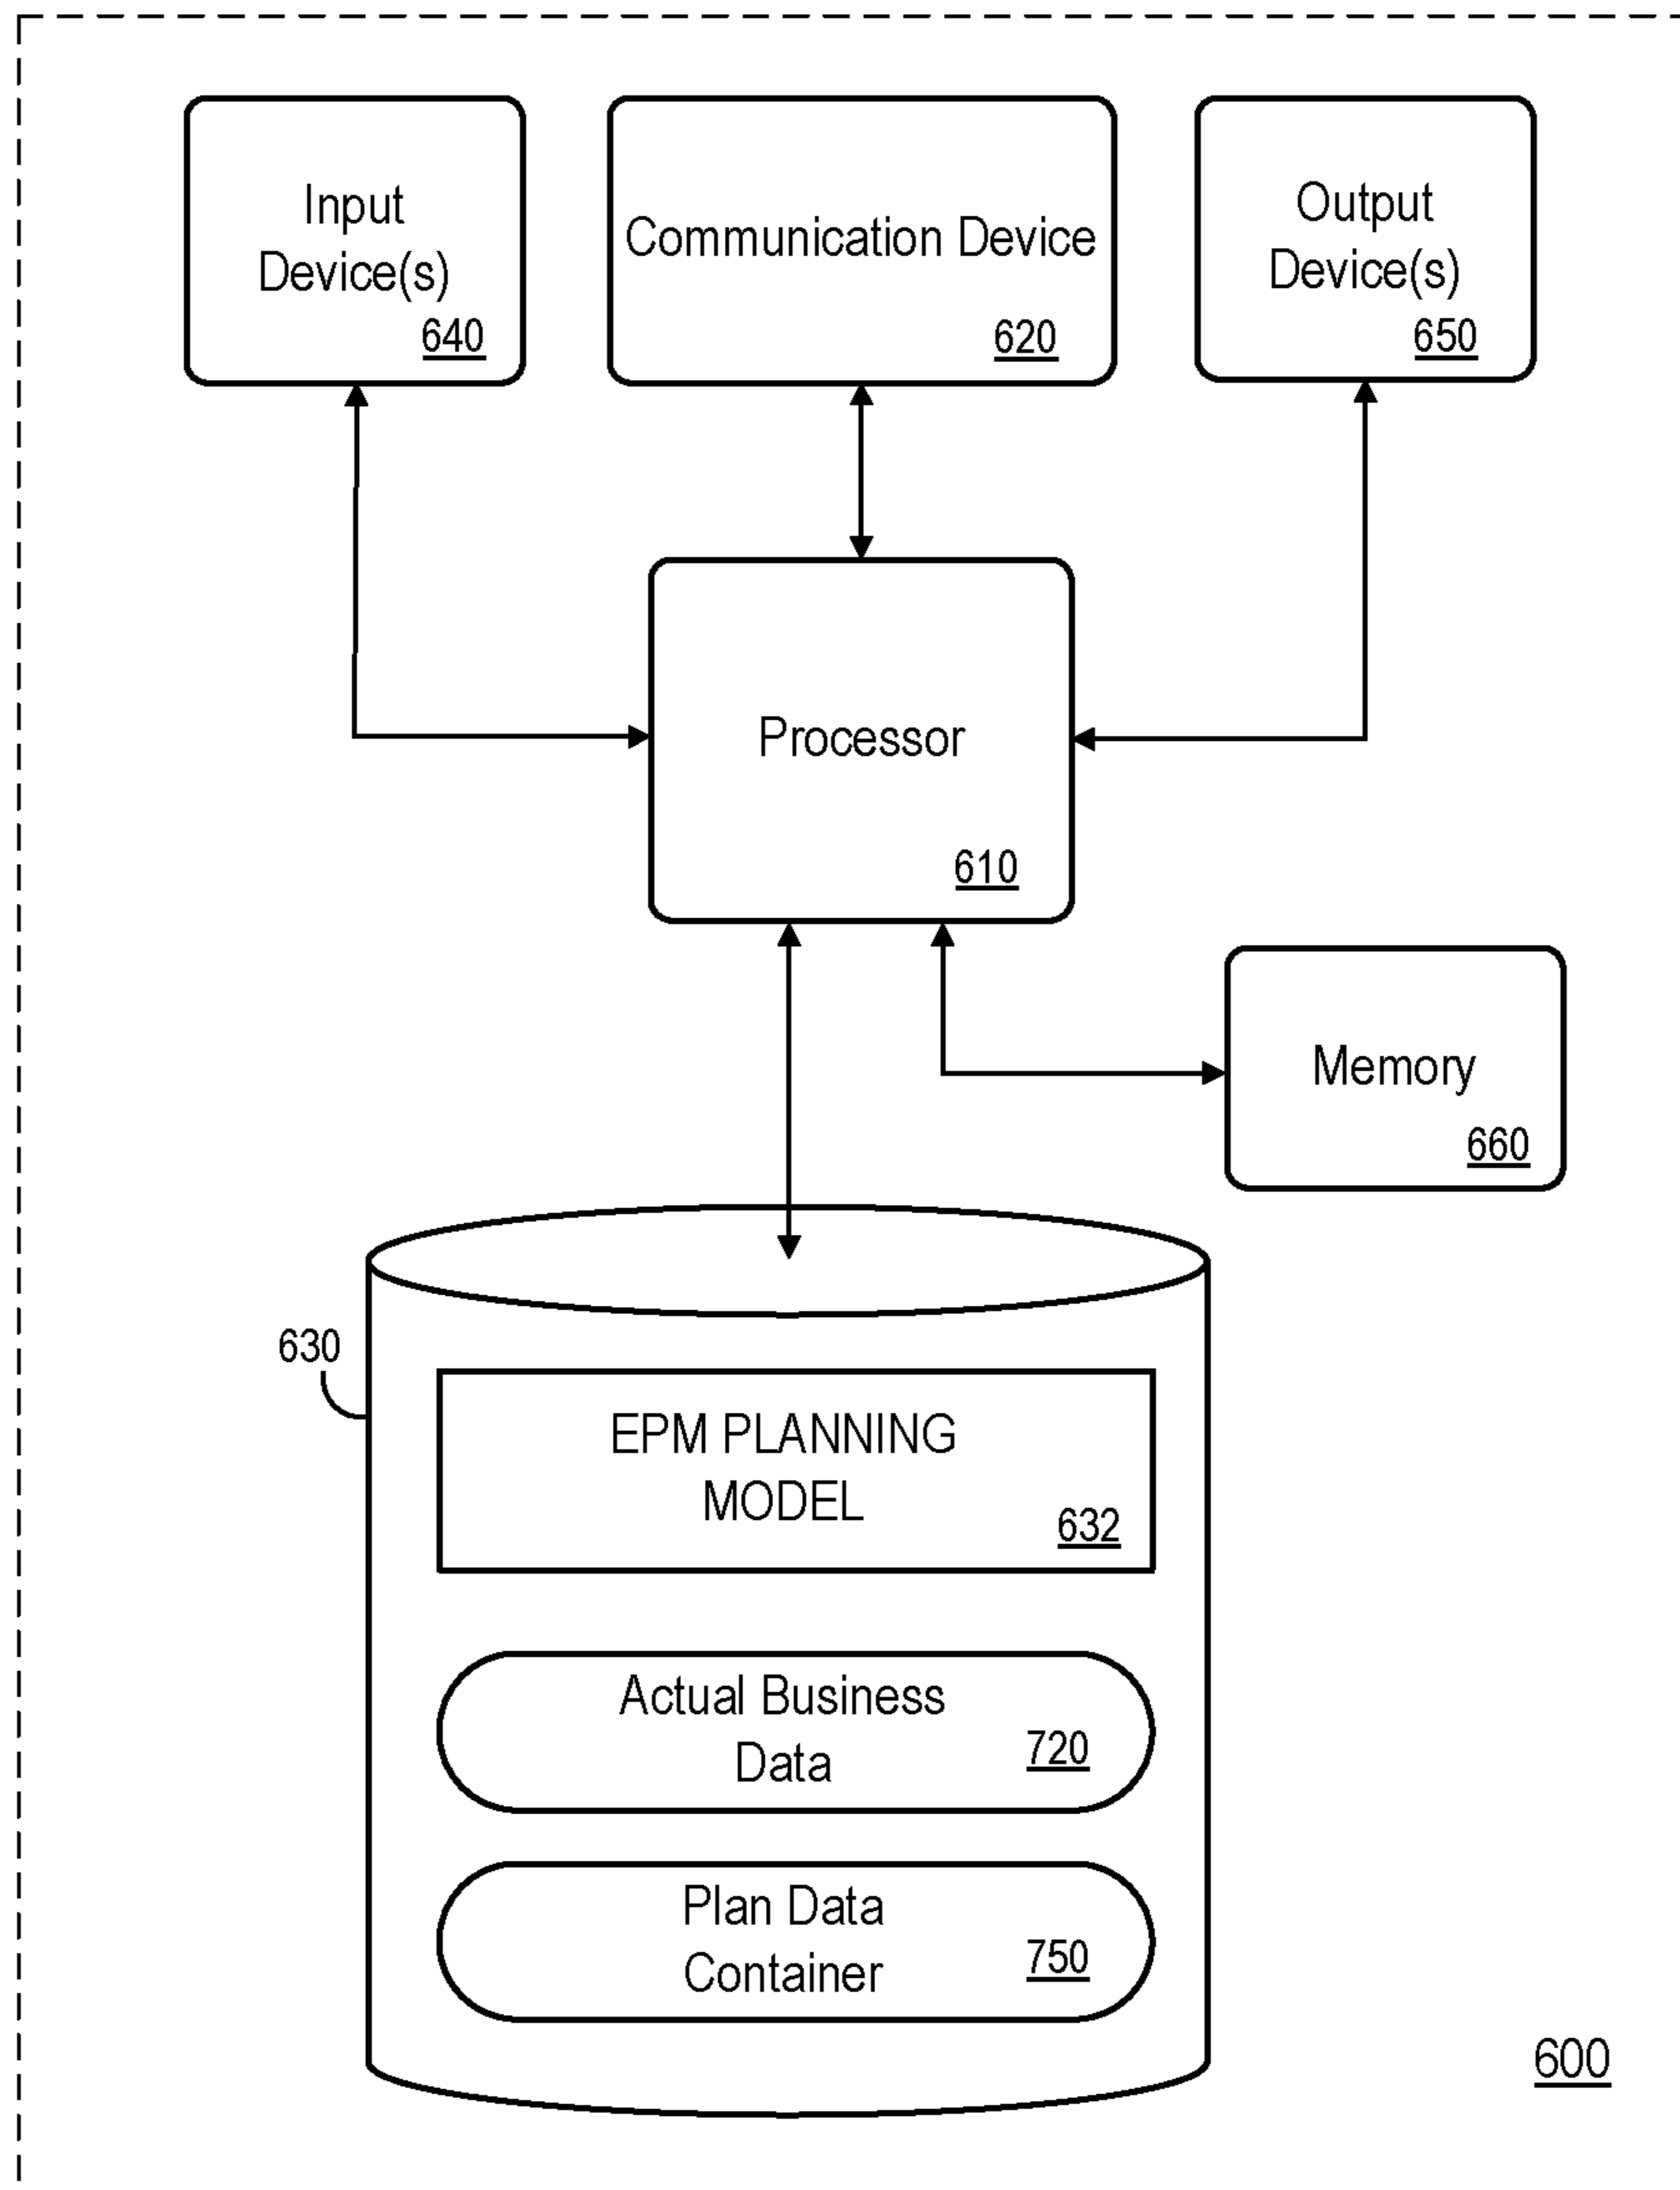 Input
Device(s)
640
Communication Device
620
Output
Device(s)
650
Processor
610
Memory
660
630
EPM PLANNING
MODEL
632
Actual Business
Data
720
Plan Data
Container
750
600